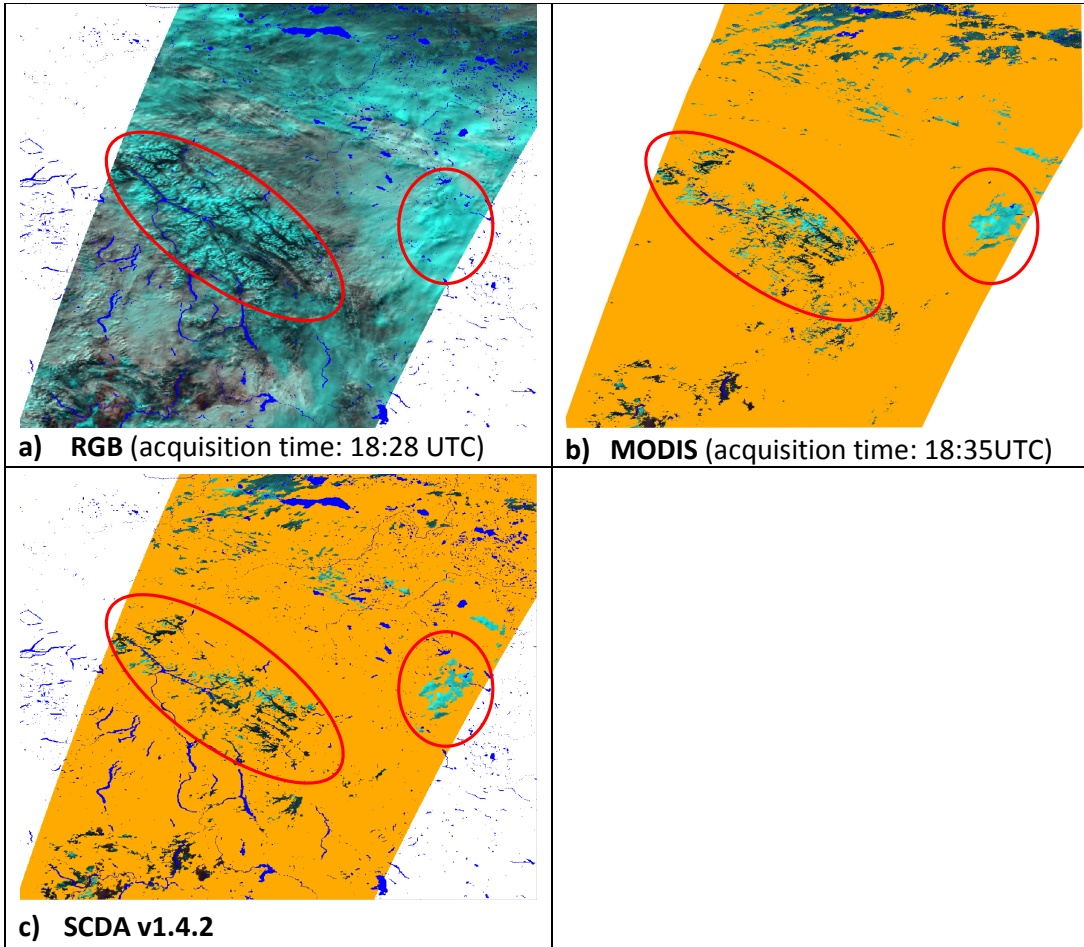 a) RGB (acquisition time: 18:28 UTC)
b) MODIS (acquisition time: 18:35UTC)
c) SCDA v1.4.2